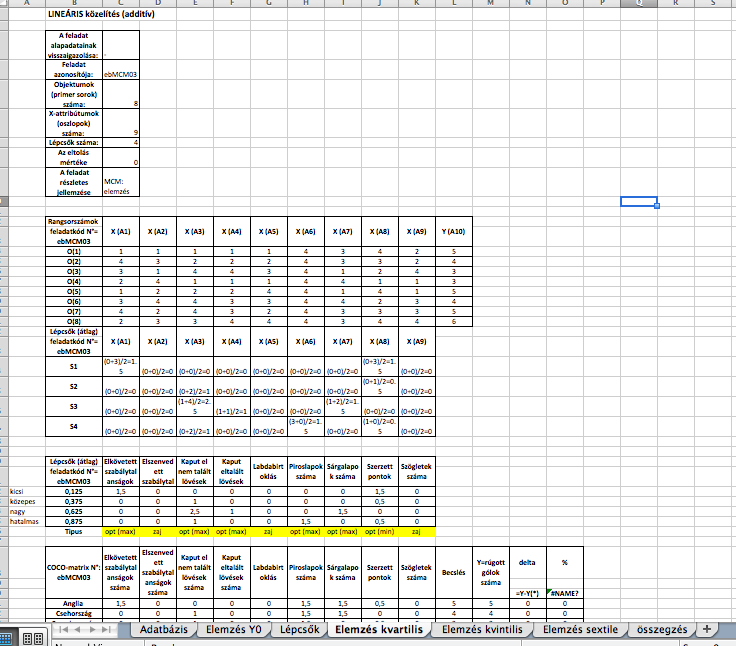 A B C D E F G H I J K L M N O P Q R S
LINEÁRIS közelítés (additív)
A feladat
alapadatainak
visszaigazolása: -
Feladat
azonosítója: ebMCM03
Objektumok
(primer sorok)
száma: 8
X-attribútumok
(oszlopok)
száma: 9
Lépcsők száma: 4
Az eltolás
mértéke 0
A feladat
részletes MCM:
jellemzése elemzés
Rangsorszámok
feladatkód N°= X (A1) X (A2) X (A3) X (A4) X (A5) X (A6) X (A7) X (A8) X (A9) Y (A10)
ebMCM03
O(1) 1 1 1 1 1 4 3 4 2 5
O(2) 4 3 2 2 2 4 3 3 2 4
O(3) 3 1 4 4 3 4 1 2 4 3
O(4) 2 4 1 1 1 4 4 1 1 3
O(5) 1 2 2 2 4 4 1 4 1 5
O(6) 3 4 4 3 3 4 4 2 3 4
O(7) 4 2 4 3 2 4 3 3 3 5
O(8) 2 3 3 4 4 4 3 4 4 6
Lépcsők (átlag)
feladatkód N°= X (A1) X (A2) X (A3) X (A4) X (A5) X (A6) X (A7) X (A8) X (A9)
ebMCM03
S1 (0+3)/2=1.5 (0+0)/2=0 (0+0)/2=0 (0+0)/2=0 (0+0)/2=0 (0+0)/2=0 (0+0)/2=0 (0+3)/2=1.5 (0+0)/2=0
S2 (0+0)/2=0 (0+0)/2=0 (0+2)/2=1 (0+0)/2=0 (0+0)/2=0 (0+0)/2=0 (0+0)/2=0 (0+1)/2=0.5 (0+0)/2=0
S3 (0+0)/2=0 (0+0)/2=0 (1+4)/2=2.5 (1+1)/2=1 (0+0)/2=0 (0+0)/2=0 (1+2)/2=1.5 (0+0)/2=0 (0+0)/2=0
S4 (0+0)/2=0 (0+0)/2=0 (0+2)/2=1 (0+0)/2=0 (0+0)/2=0 (3+0)/2=1.5 (0+0)/2=0 (1+0)/2=0.5 (0+0)/2=0
Lépcsők (átlag) Elkövetett Elszenved Kaput el Kaput
feladatkód N°= szabálytal ett nem talált eltalált Labdabirt Piroslapok Sárgalapo Szerzett Szögletek
ebMCM03 anságok szabálytal lövések lövések oklás száma k száma pontok száma
kicsi 0,125 1,5 0 0 0 0 0 0 1,5 0
közepes 0,375 0 0 1 0 0 0 0 0,5 0
nagy 0,625 0 0 2,5 1 0 0 1,5 0 0
hatalmas 0,875 0 0 1 0 0 1,5 0 0,5 0
Típus opt (max) zaj opt (max) opt (max) zaj opt (max) opt (max) opt (min) zaj
COCO-matrix N°: ebMCM03
Elkövetett szabálytal anságok száma
Elszenved ett szabálytal anságok száma
Kaput el nem talált lövések száma
Kaput eltalált lövések száma
Labdabirt oklás
Piroslapo k száma
Sárgalapo k száma
Szerzett pontok
Szögletek száma
Becslés
Y=rúgott gólok száma
delta %
=Y-Y(*) #NAME?
Anglia 1,5 0 0 0 0 1,5 1,5 0,5 0 5 5 0 0
Csehország 0 0 1 0 0 1,5 1,5 0 0 4 4 0 0
Adatbázis Elemzés Y0 Lépcsők Elemzés kvartilis Elemzés kvintilis Elemzés sextile összegzés +